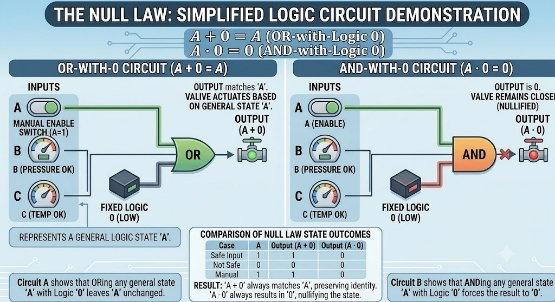 THE NULL LAW: SIMPLIFIED LOGIC CIRCUIT DEMONSTRATION
A + 0 = A (OR-with-Logic 0)
A · 0 = 0 (AND-with-Logic 0)
OR-WITH-0 CIRCUIT (A + 0 = A)
INPUTS
A
MANUAL ENABLE
SWITCH (A=1)
B
B (PRESSURE OK)
C
C (TEMP OK)
OUTPUT matches 'A'.
VALIVE ACTUATES BASED
ON GENERAL STATE 'A'.
OUTPUT
(A + 0)
OR
FIXED LOGIC
0 (LOW)
REPRESENTS A GENERAL LOGIC STATE 'A'.
Circuit A shows that ORing any general state
'A' with Logic '0' leaves 'A' unchanged.
AND-WITH-0 CIRCUIT (A · 0 = 0)
INPUTS
A
A (ENABLE)
B
B (PRESSURE OK)
C
C (TEMP OK)
OUTPUT is 0.
VALVE REMAINS CLOSE
(NULLIFIED)
OUTPUT
(A · 0)
AND
FIXED LOGIC
0 (LOW)
COMPARISON OF NULL LAW STATE OUTCOMES
Case A Output (A + 0) Output (A · 0)
Safe Input 1 1 0
Not Safe 0 0 0
Manual 1 1 0
RESULT: 'A + 0' always matches 'A', preserving identity.
'A · 0' always results in '0', nullifying the state.
Circuit B shows that ANDing any general state
'A' with Logic '0' forces the result to '0'.